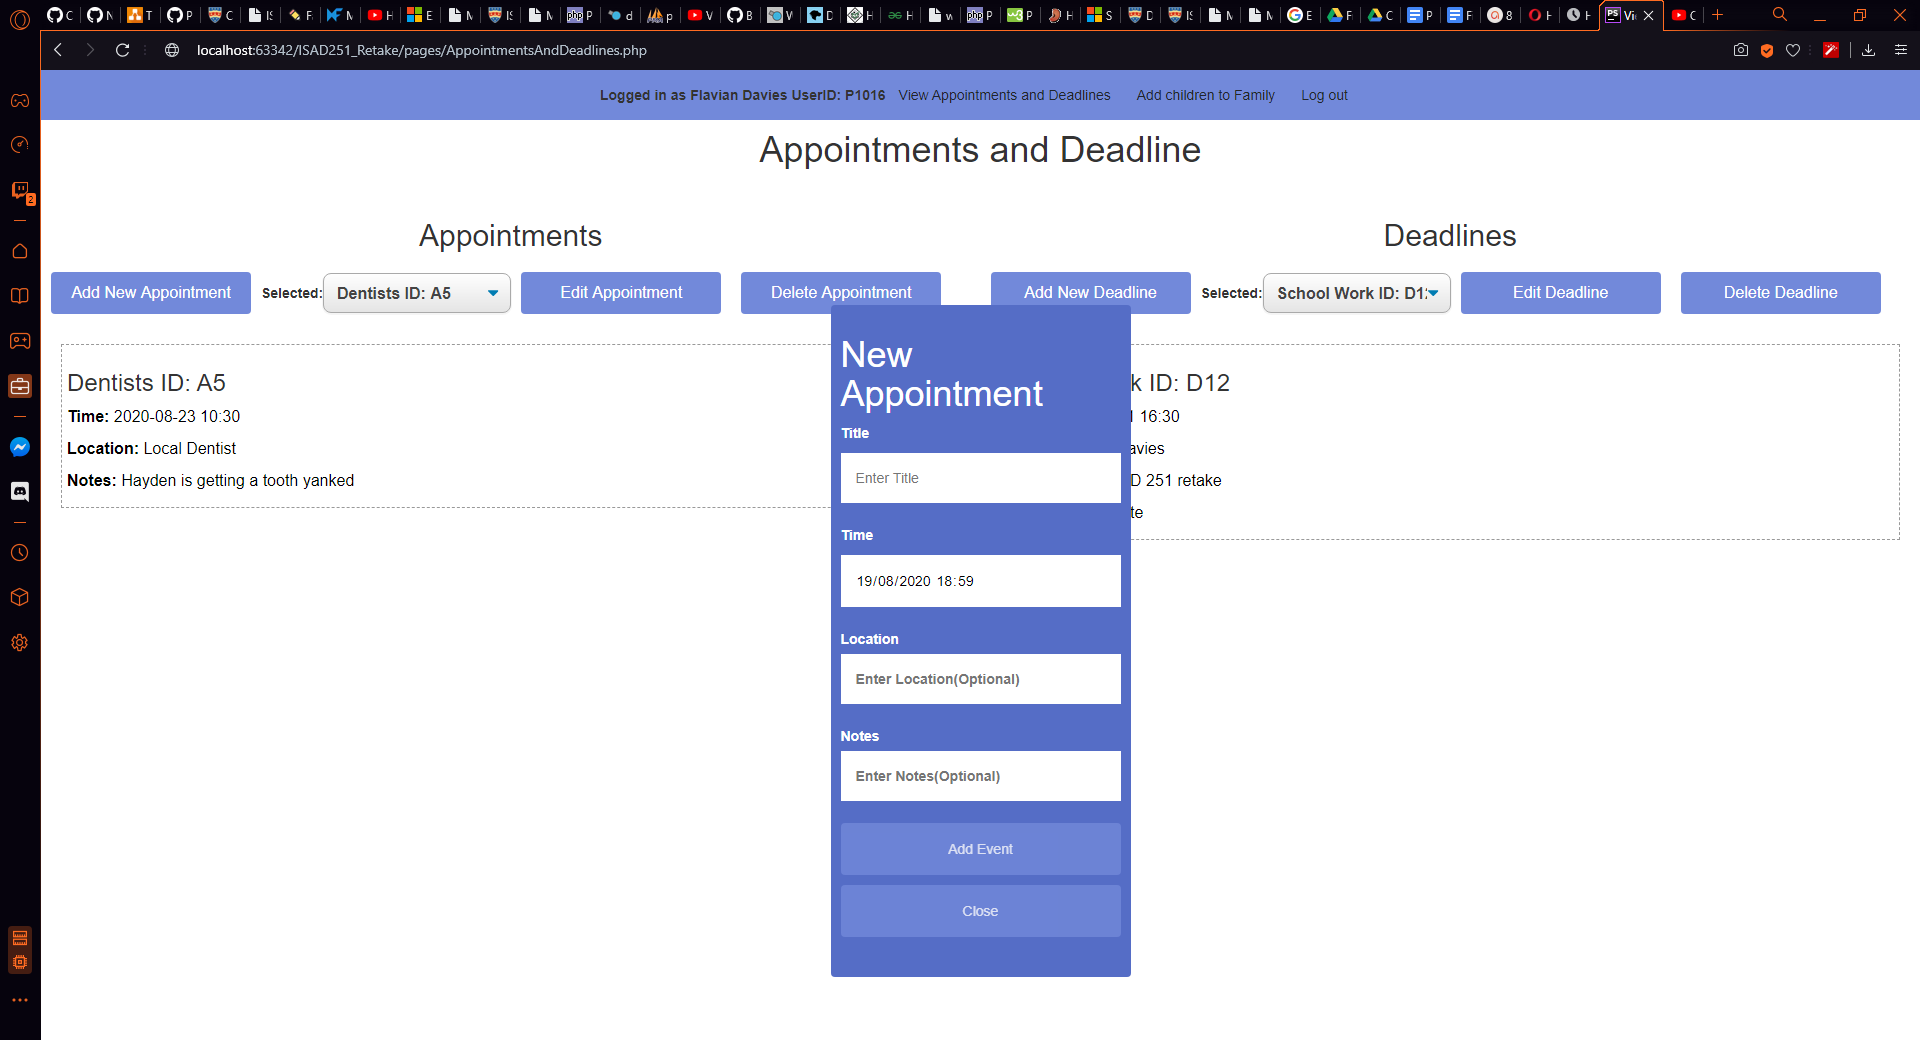 localhost:63342/ISAD251_Retake/pages/AppointmentsAndDeadlines.php
Logged in as Flavian Davies UserID: P1016 View Appointments and Deadlines Add children to Family Log out
Appointments and Deadline
Appointments
Deadlines
Add New Appointment Selected: Dentists ID: A5 Edit Appointment Delete Appointment Add New Deadline Selected: School Work ID: D12 Edit Deadline Delete Deadline
Dentists ID: A5
Time: 2020-08-23 10:30
Location: Local Dentist
Notes: Hayden is getting a tooth yanked
New
Appointment
Title
Enter Title
Time
19/08/2020 18:59
Location
Enter Location(Optional)
Notes
Enter Notes(Optional)
Add Event
Close
k ID: D12
16:30
avies
D 251 retake
te
2